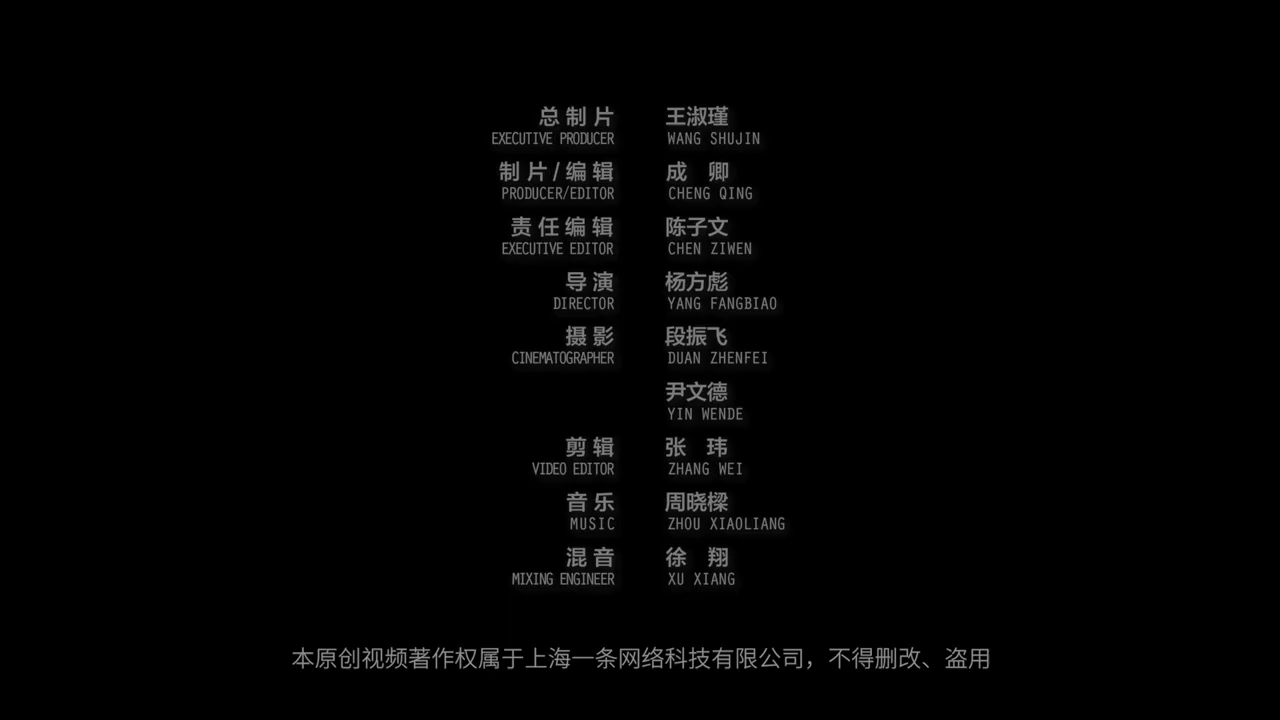 总制片 王淑瑾
EXECUTIVE PRODUCER WANG SHUJIN
制片/编辑 成 卿
PRODUCER/EDITOR CHENG QING
责任编辑 陈子文
EXECUTIVE EDITOR CHEN ZIWEN
导演 杨方彪
DIRECTOR YANG FANGBIAO
摄影 段振飞
CINEMATOGRAPHER DUAN ZHENFEI
尹文德
YIN WENDE
剪辑 张 玮
VIDEO EDITOR ZHANG WEI
音乐 周晓樑
MUSIC ZHOU XIAOLIANG
混音 徐 翔
MIXING ENGINEER XU XIANG
本原创视频著作权属于上海一条网络科技有限公司，不得删改、盗用